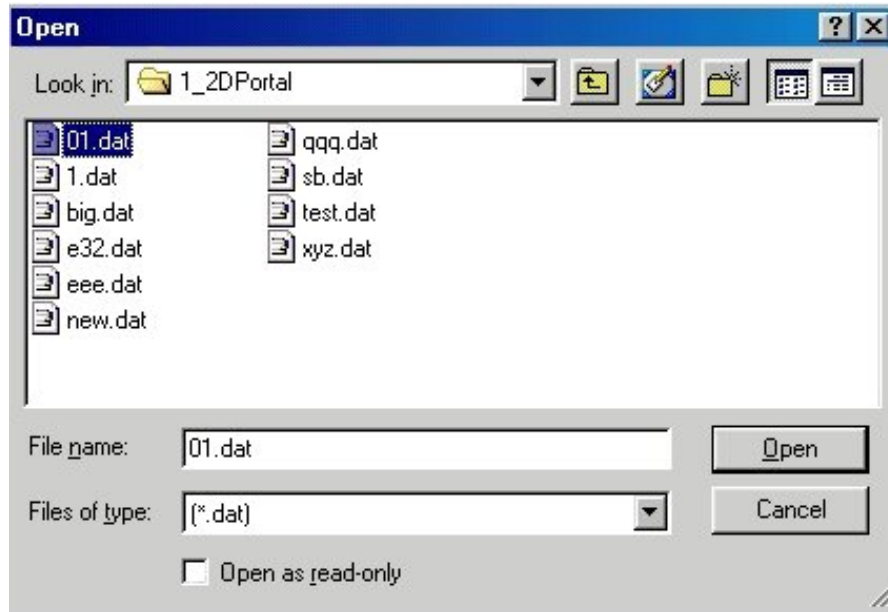 Open
Look in: 1_2DPortal
01.dat
1.dat
big.dat
e32.dat
eee.dat
new.dat
qqq.dat
sb.dat
test.dat
xyz.dat
File name: 01.dat Open
Files of type: (*.dat) Cancel
Open as read-only